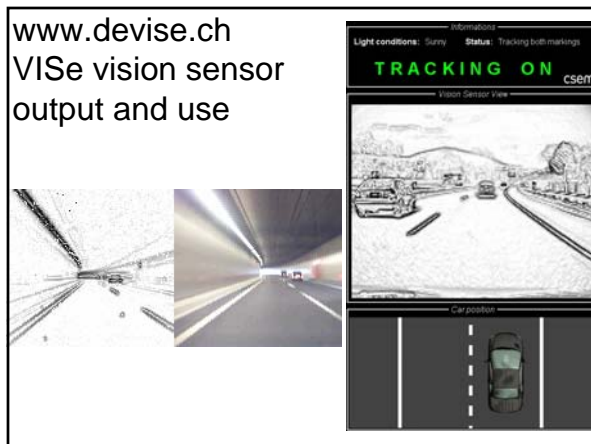 www.devise.ch
VISe vision sensor
output and use
Informations
Light conditions: Sunny Status: Tracking both markings
TRACKING ON
csem
Vision Sensor View
Car position